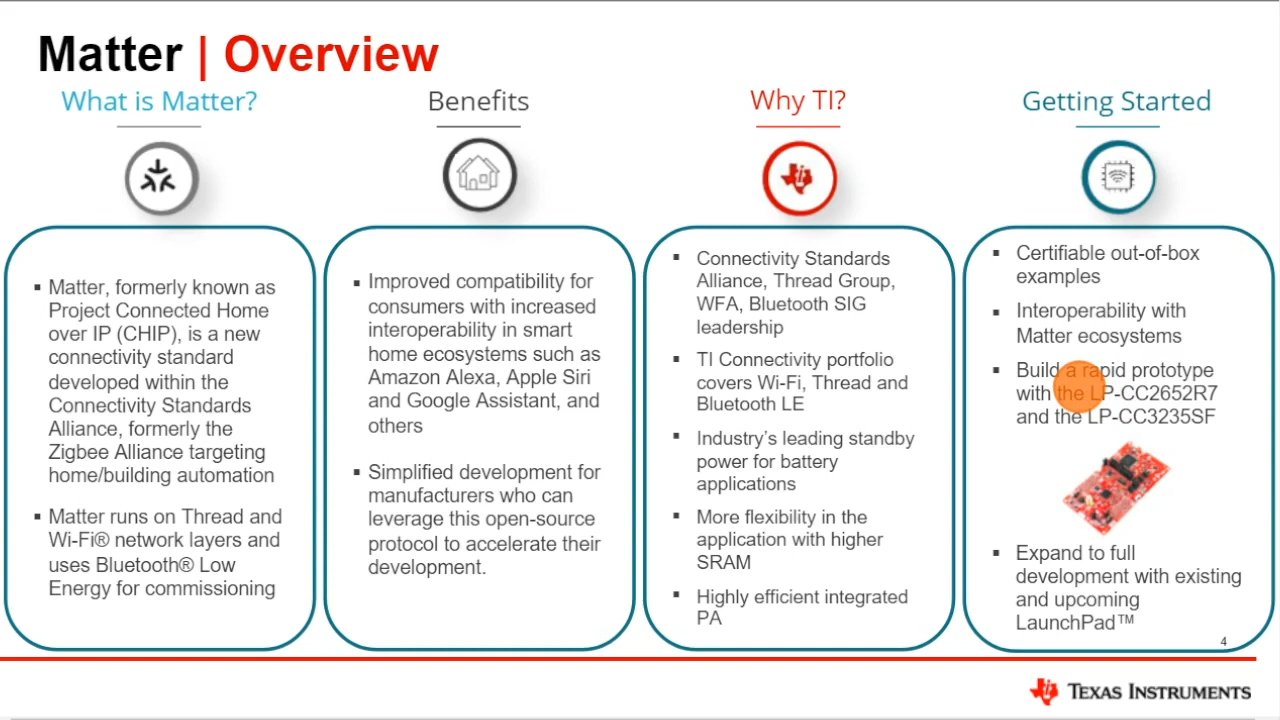 Matter | Overview
What is Matter?
▪ Matter, formerly known as
Project Connected Home
over IP (CHIP), is a new
connectivity standard
developed within the
Connectivity Standards
Alliance, formerly the
Zigbee Alliance targeting
home/building automation
▪ Matter runs on Thread and
Wi-Fi® network layers and
uses Bluetooth® Low
Energy for commissioning
Benefits
▪ Improved compatibility for
consumers with increased
interoperability in smart
home ecosystems such as
Amazon Alexa, Apple Siri
and Google Assistant, and
others
▪ Simplified development for
manufacturers who can
leverage this open-source
protocol to accelerate their
development.
Why TI?
▪ Connectivity Standards
Alliance, Thread Group,
WFA, Bluetooth SIG
leadership
▪ TI Connectivity portfolio
covers Wi-Fi, Thread and
Bluetooth LE
▪ Industry's leading standby
power for battery
applications
▪ More flexibility in the
application with higher
SRAM
▪ Highly efficient integrated
PA
Getting Started
▪ Certifiable out-of-box
examples
▪ Interoperability with
Matter ecosystems
▪ Build a rapid prototype
with the LP-CC2652R7
and the LP-CC3235SF
▪ Expand to full
development with existing
and upcoming
LaunchPad™
4
TEXAS INSTRUMENTS